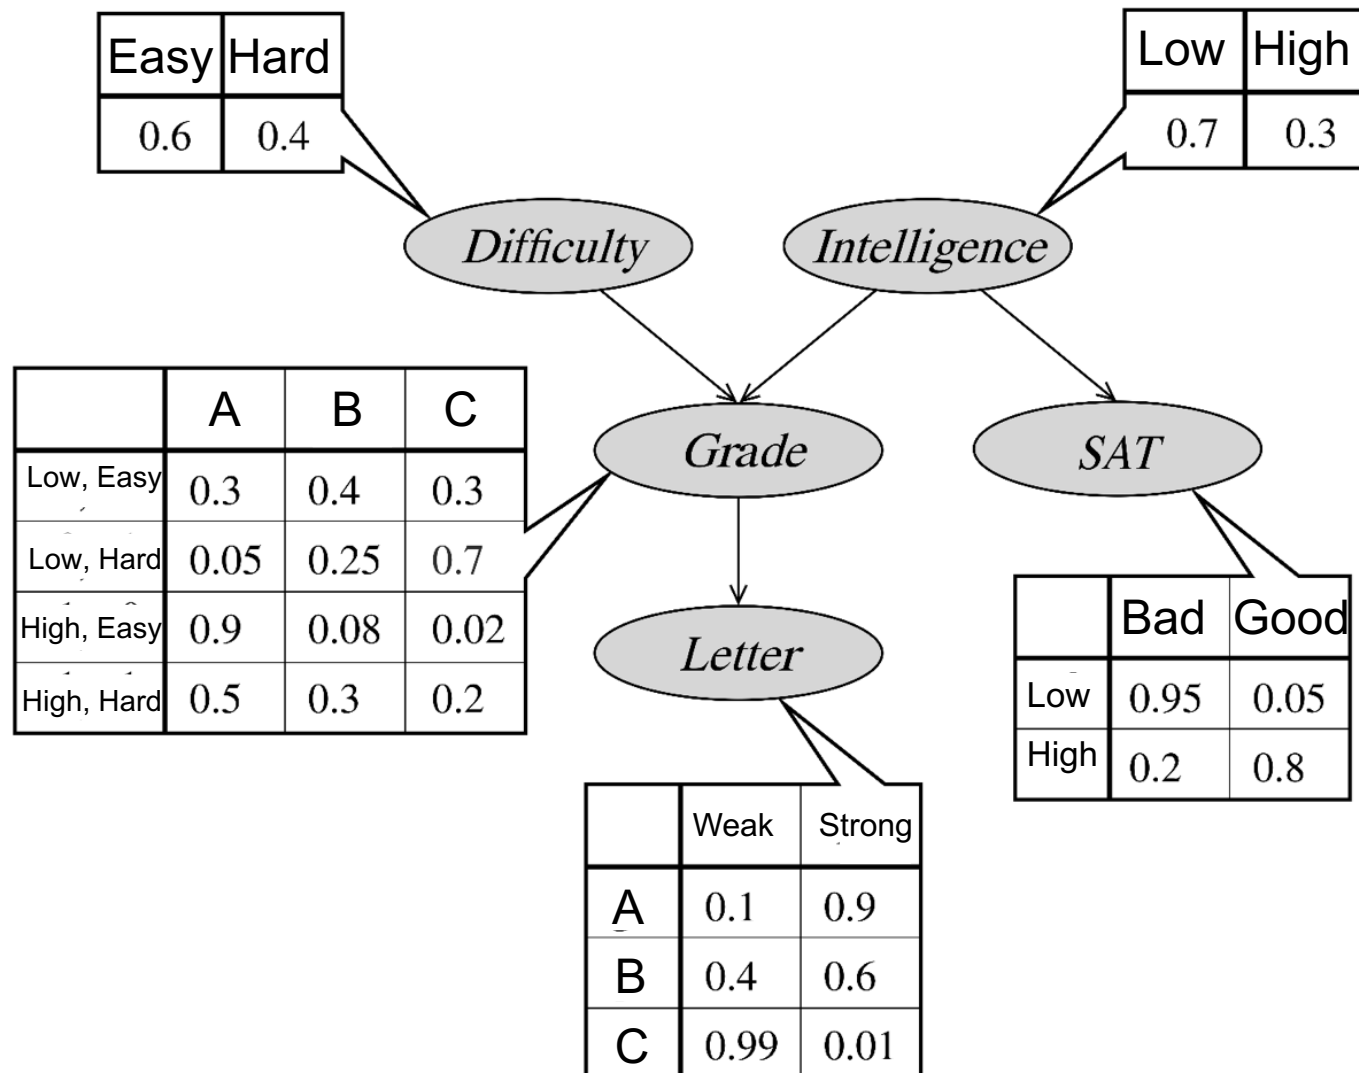 Easy Hard
0.6 0.4
Low High
0.7 0.3
Difficulty
Intelligence
A B C
Low, Easy 0.3 0.4 0.3
Low, Hard 0.05 0.25 0.7
High, Easy 0.9 0.08 0.02
High, Hard 0.5 0.3 0.2
Grade
SAT
Letter
Bad Good
Low 0.95 0.05
High 0.2 0.8
Weak Strong
A 0.1 0.9
B 0.4 0.6
C 0.99 0.01